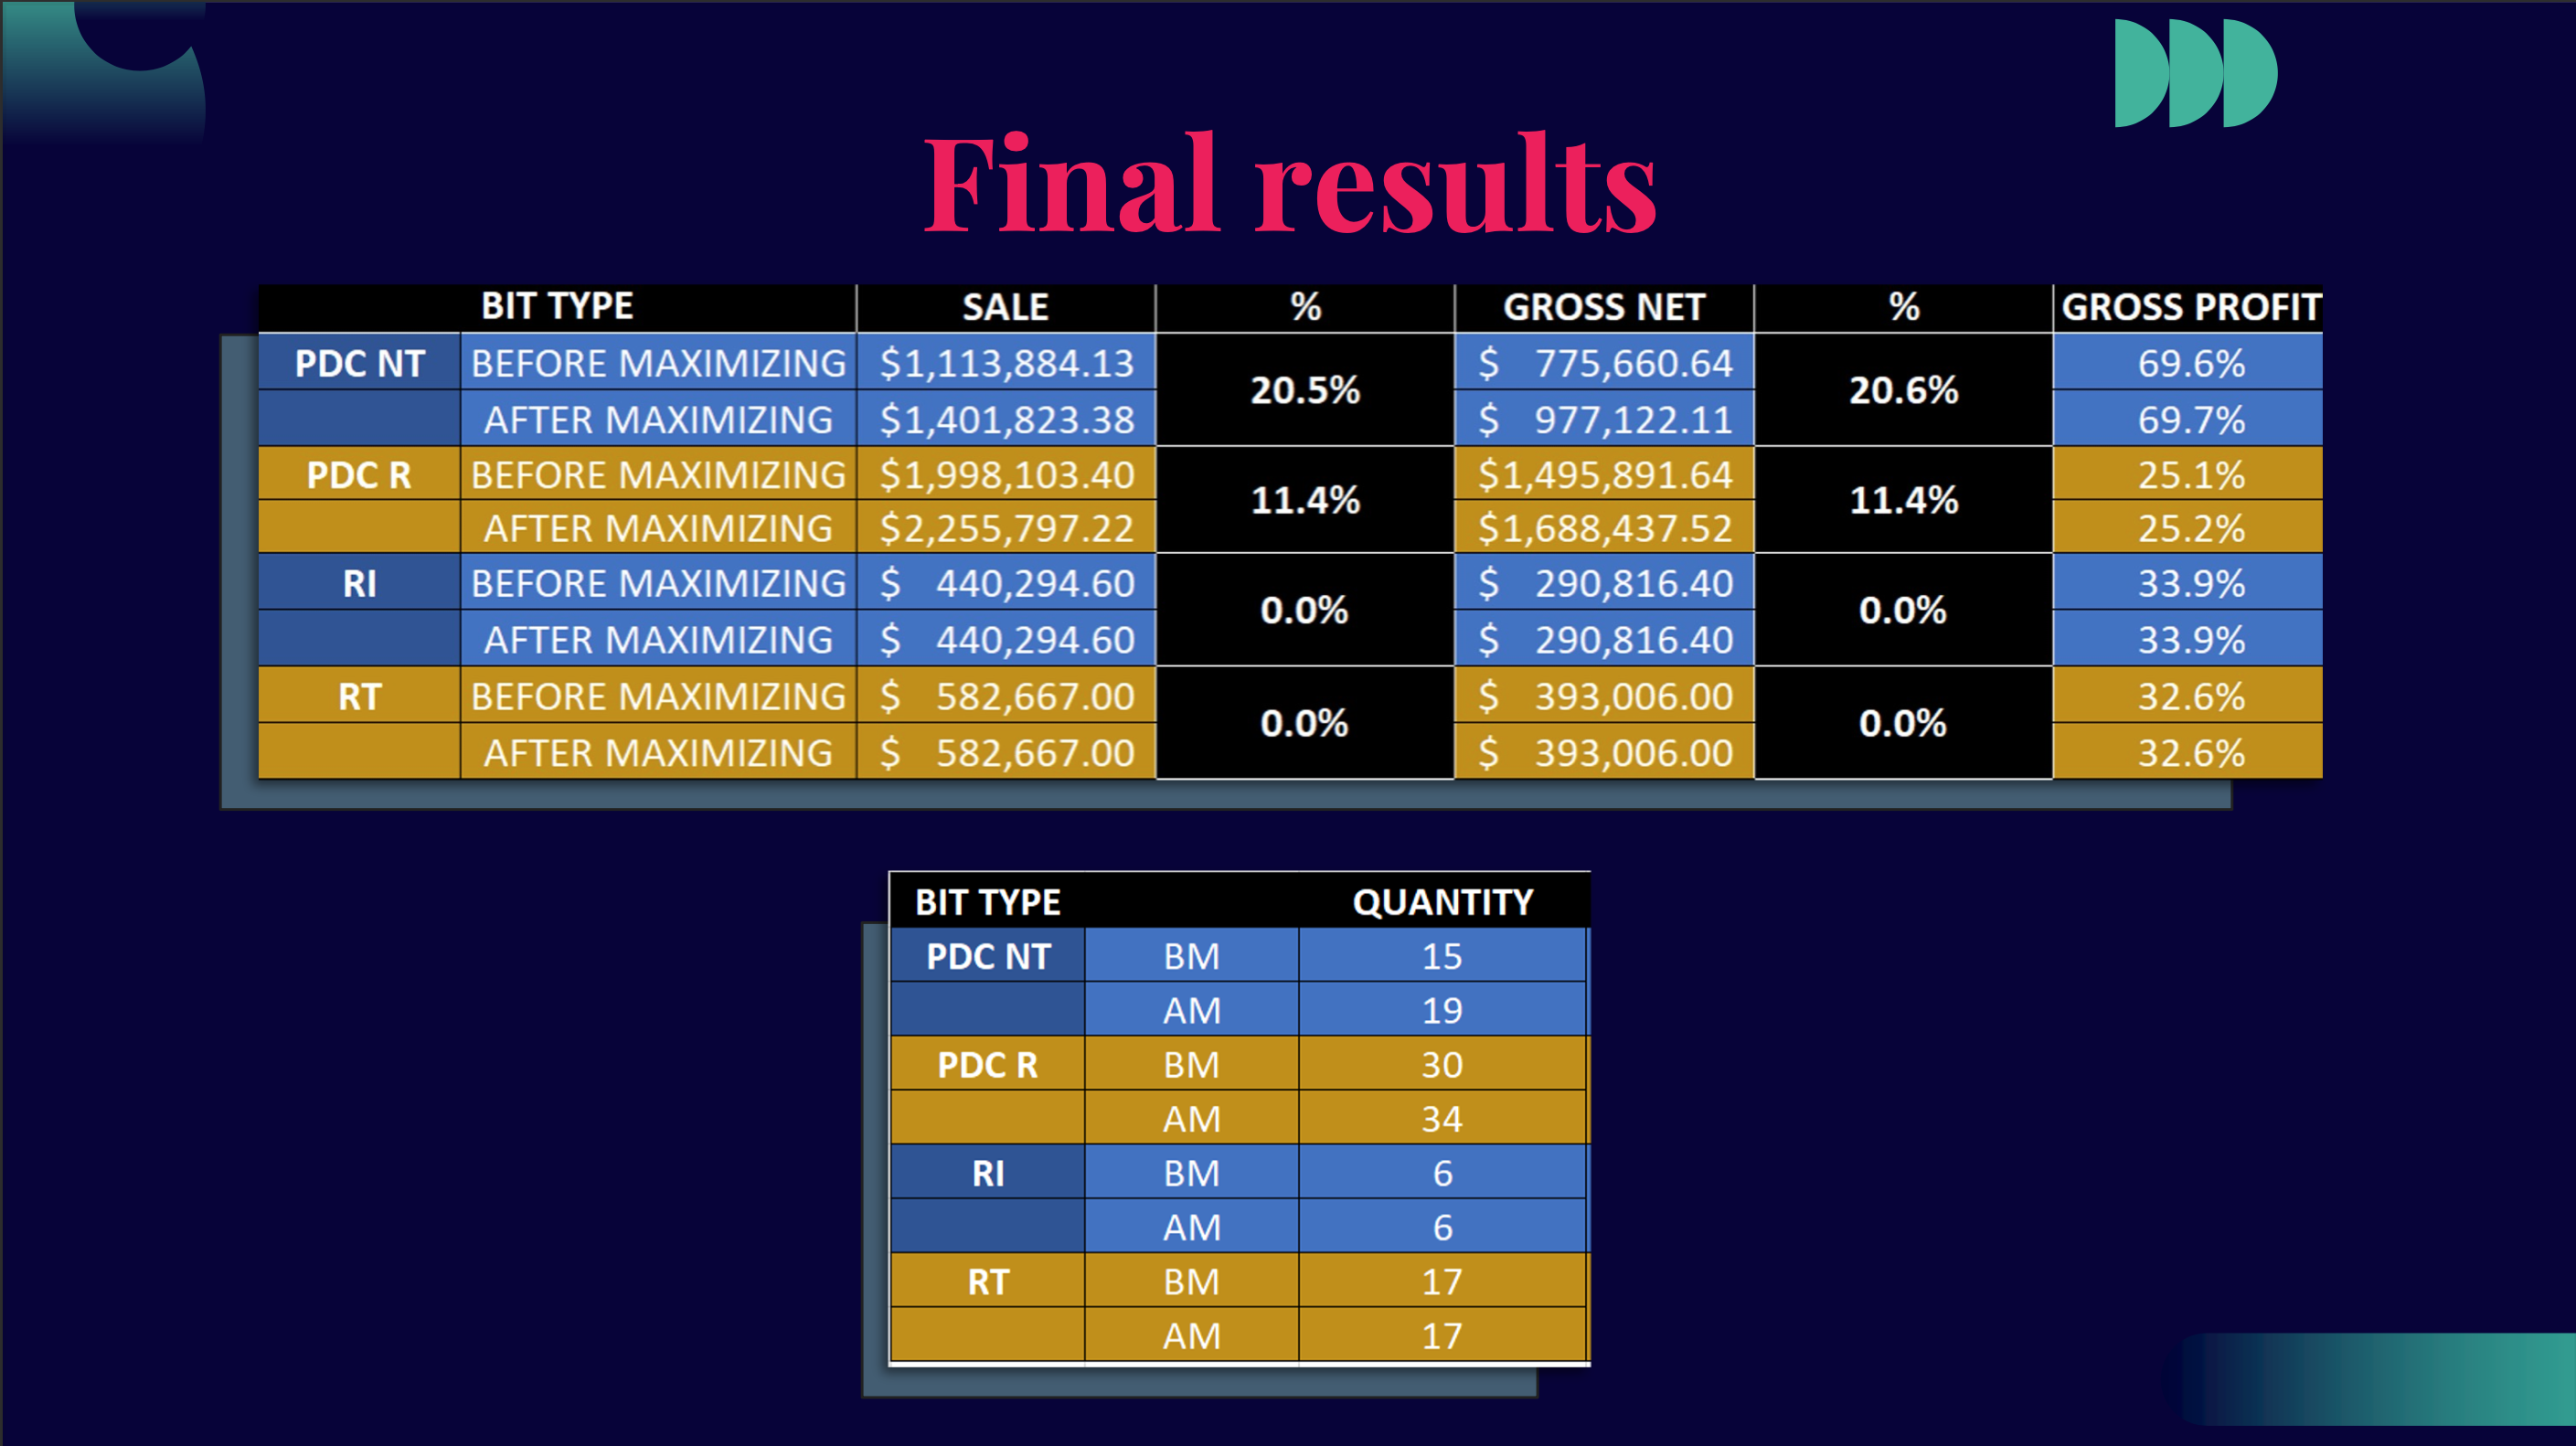 Final results
BIT TYPE SALE % GROSS NET % GROSS PROFIT
PDC NT BEFORE MAXIMIZING $1,113,884.13 20.5% $ 775,660.64 20.6% 69.6%
AFTER MAXIMIZING $1,401,823.38 $ 977,122.11 69.7%
PDC R BEFORE MAXIMIZING $1,998,103.40 11.4% $1,495,891.64 11.4% 25.1%
AFTER MAXIMIZING $2,255,797.22 $1,688,437.52 25.2%
RI BEFORE MAXIMIZING $ 440,294.60 0.0% $ 290,816.40 0.0% 33.9%
AFTER MAXIMIZING $ 440,294.60 $ 290,816.40 33.9%
RT BEFORE MAXIMIZING $ 582,667.00 0.0% $ 393,006.00 0.0% 32.6%
AFTER MAXIMIZING $ 582,667.00 $ 393,006.00 32.6%
BIT TYPE QUANTITY
PDC NT BM 15
AM 19
PDC R BM 30
AM 34
RI BM 6
AM 6
RT BM 17
AM 17